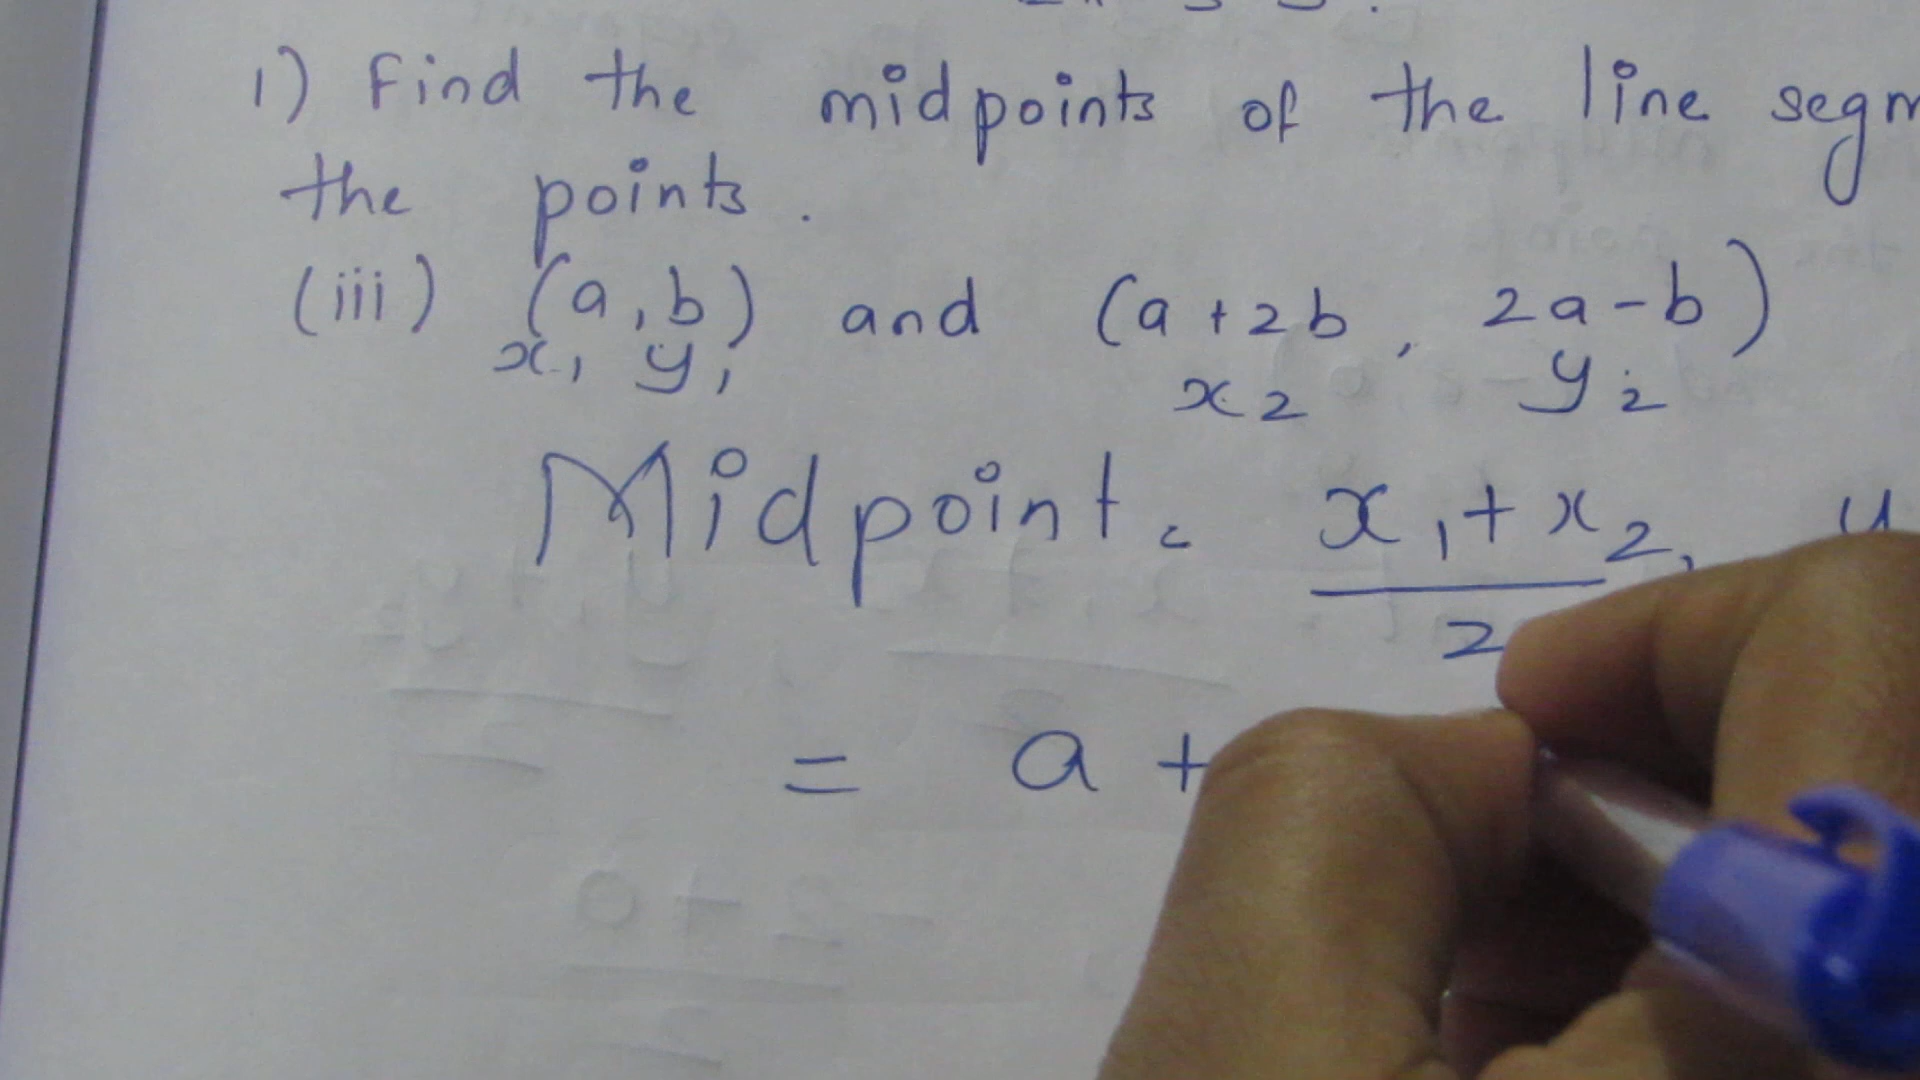 1) Find the midpoints of the line segm
the points.
(iii) (a, b) and (a + 2b, 2a - b)
x₁ y₁ x₂ y₂
Midpoint = x₁ + x₂, y
2
= a +